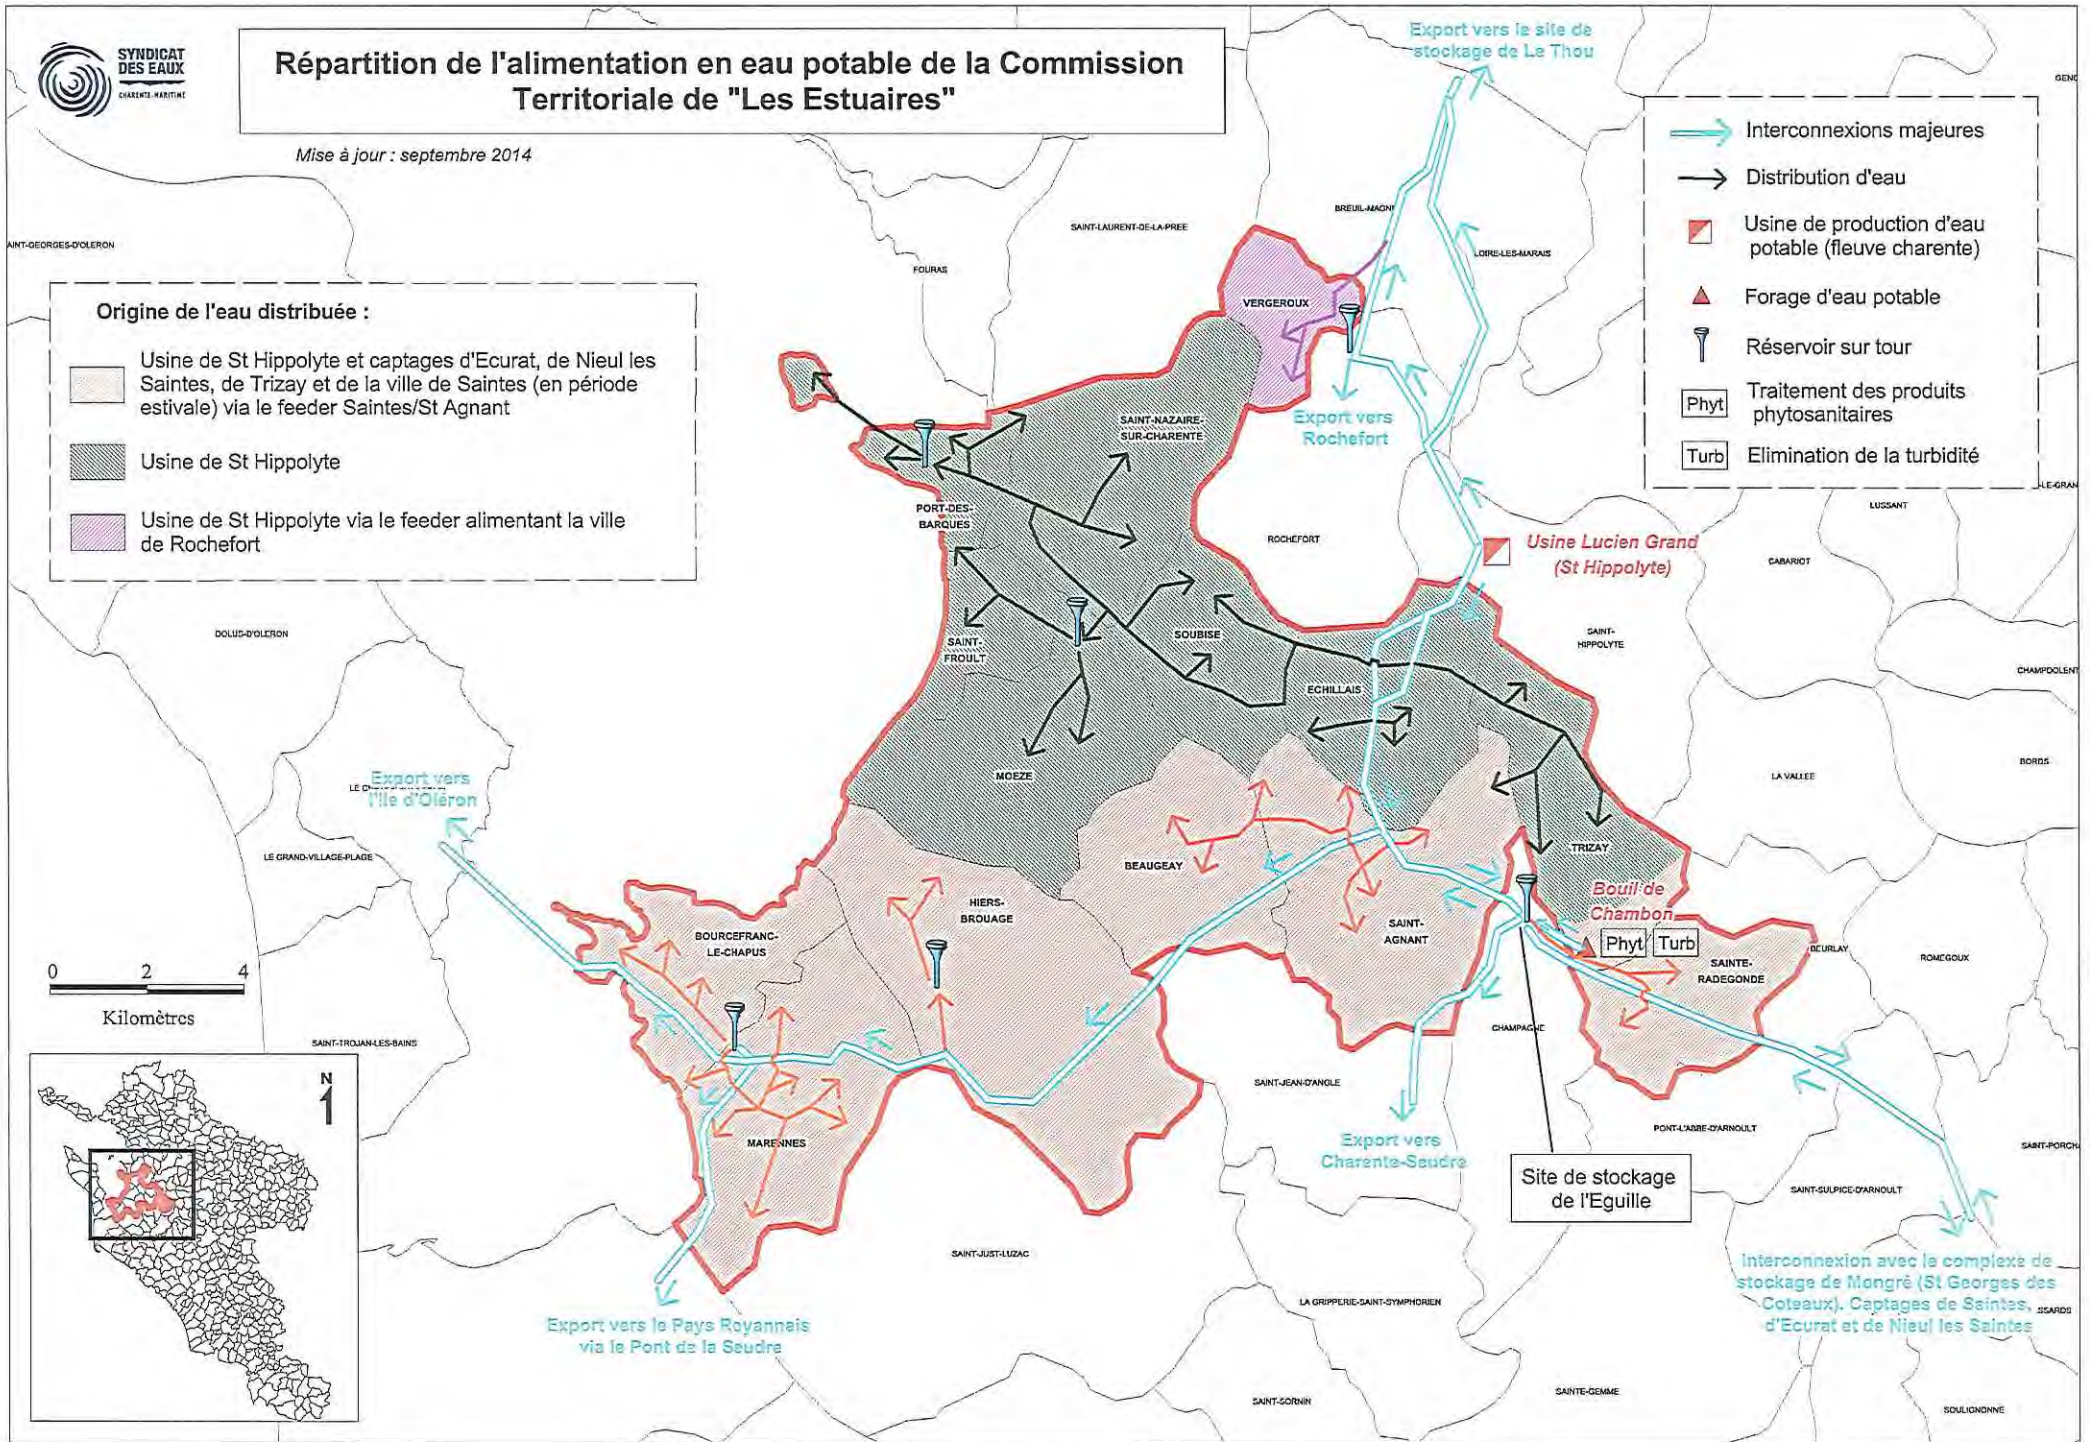 SYNDICAT
DES EAUX
CHARENTE-MARITIME
Répartition de l'alimentation en eau potable de la Commission
Territoriale de "Les Estuaires"
Mise à jour : septembre 2014
Export vers le site de
stockage de Le Thou
Interconnexions majeures
Distribution d'eau
Usine de production d'eau
potable (fleuve charente)
Forage d'eau potable
Réservoir sur tour
Phyt
Traitement des produits
phytosanitaires
Turb
Elimination de la turbidité
Origine de l'eau distribuée :
Usine de St Hippolyte et captages d'Ecurat, de Nieul les
Saintes, de Trizay et de la ville de Saintes (en période
estivale) via le feeder Saintes/St Agnant
Usine de St Hippolyte
Usine de St Hippolyte via le feeder alimentant la ville
de Rochefort
AINT-GEORGES-D'OLERON
SAINT-LAURENT-DE-LA-PREE
FOURAS
BREUIL-MAGN
LOIRE-LES-MARAIS
GENO
VERGEROUX
Export vers
Rochefort
SAINT-NAZAIRE-
SUR-CHARENTE
PORT-DES-
BARQUES
ROCHEFORT
Usine Lucien Grand
(St Hippolyte)
LE-GRAN
LUSSANT
CABARIOT
DOLUS-D'OLERON
SAINT-
FROULT
SOUBISE
SAINT-
HIPPOLYTE
CHAMPDOLENT
ECHILLAIS
MOEZE
LA VALLEE
BORDS
Export vers
l'Ile d'Oléron
LE C
LE GRAND-VILLAGE-PLAGE
BEAUGEAY
TRIZAY
Bouil de
Chambon
Phyt
Turb
HIERS-
BROUAGE
BOURCEFRANC-
LE-CHAPUS
SAINT-
AGNANT
SAINTE-
RADEGONDE
BEURLAY
ROMEGOUX
0 2 4
Kilomètres
SAINT-TROJAN-LES-BAINS
CHAMPAGNE
SAINT-JEAN-D'ANGLE
N
MARENNES
Export vers
Charente-Seudre
PONT-L'ABBE-D'ARNOULT
SAINT-PORCH
Site de stockage
de l'Eguille
SAINT-SULPICE-D'ARNOULT
SAINT-JUST-LUZAC
Interconnexion avec le complexe de
stockage de Mongré (St Georges des
Coteaux). Captages de Saintes,
d'Ecurat et de Nieul les Saintes
SSARDS
LA GRIPPERIE-SAINT-SYMPHORIEN
Export vers le Pays Royannais
via le Pont de la Seudre
SAINT-SORNIN
SAINTE-GEMME
SOULIGNONNE